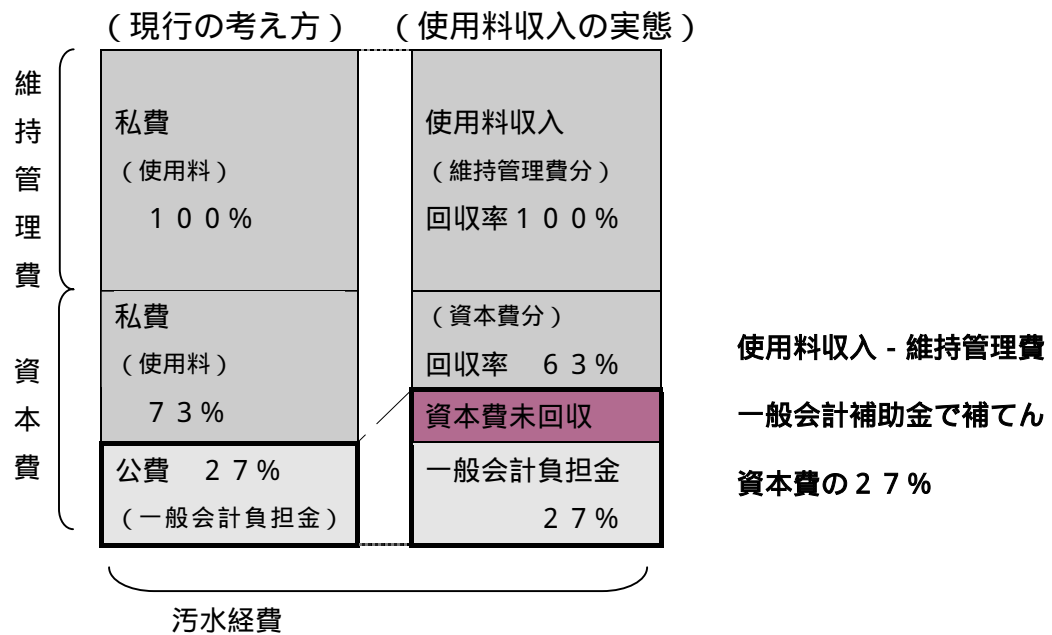 (現行の考え方)
(使用料収入の実態)
維持管理費
私費
(使用料)
100%
使用料収入
(維持管理費分)
回収率100%
資本費
私費
(使用料)
73%
(資本費分)
回収率 63%
資本費未回収
公費 27%
(一般会計負担金)
一般会計負担金
27%
使用料収入-維持管理費
一般会計補助金で補てん
資本費の27%
汚水経費